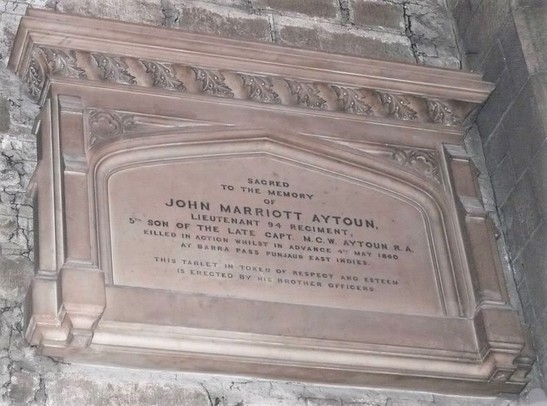 SACRED
TO THE MEMORY
OF
JOHN MARRIOTT AYTOUN,
LIEUTENANT 94 REGIMENT,
5TH SON OF THE LATE CAPT. M.C.W. AYTOUN R.A.
KILLED IN ACTION WHILST IN ADVANCE 4TH MAY 1860
AT BARRA PASS PUNJAUB EAST INDIES.
THIS TABLET IN TOKEN OF RESPECT AND ESTEEM
IS ERECTED BY HIS BROTHER OFFICERS.